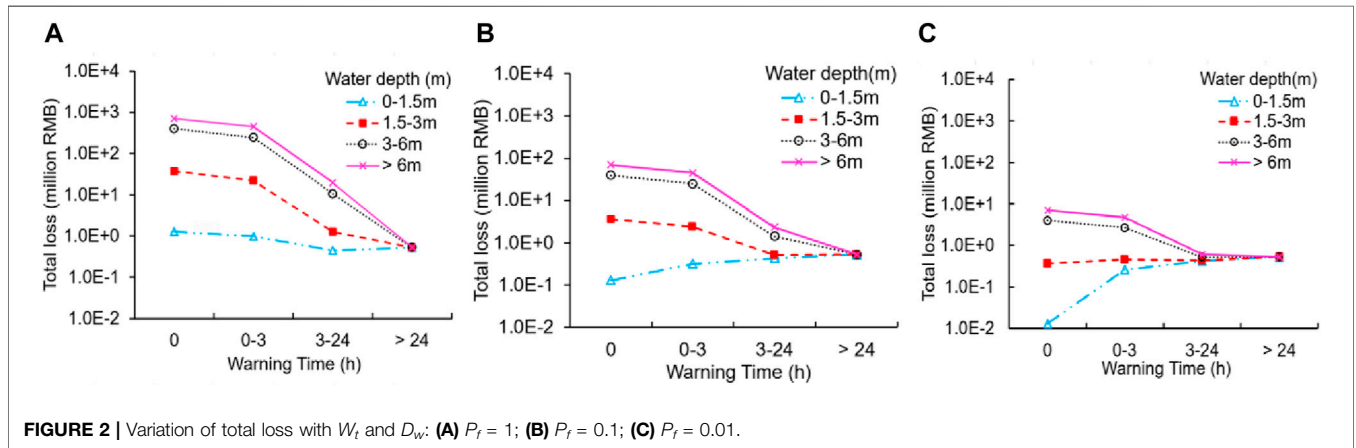 A
1.0E+4
1.0E+3
1.0E+2
1.0E+1
1.0E+0
1.0E-1
1.0E-2
Total loss (million RMB)
Water depth (m)
0-1.5m
1.5-3m
3-6m
> 6m
0 0-3 3-24 > 24
Warning Time (h)
B
1.0E+4
1.0E+3
1.0E+2
1.0E+1
1.0E+0
1.0E-1
1.0E-2
Total loss (million RMB)
Water depth(m)
0-1.5m
1.5-3m
3-6m
> 6m
0 0-3 3-24 > 24
Warning Time (h)
C
1.0E+4
1.0E+3
1.0E+2
1.0E+1
1.0E+0
1.0E-1
1.0E-2
Total loss (million RMB)
Water depth(m)
0-1.5m
1.5-3m
3-6m
> 6m
0 0-3 3-24 > 24
Warning Time (h)
FIGURE 2 | Variation of total loss with Wt and Dw: (A) Pf = 1; (B) Pf = 0.1; (C) Pf = 0.01.